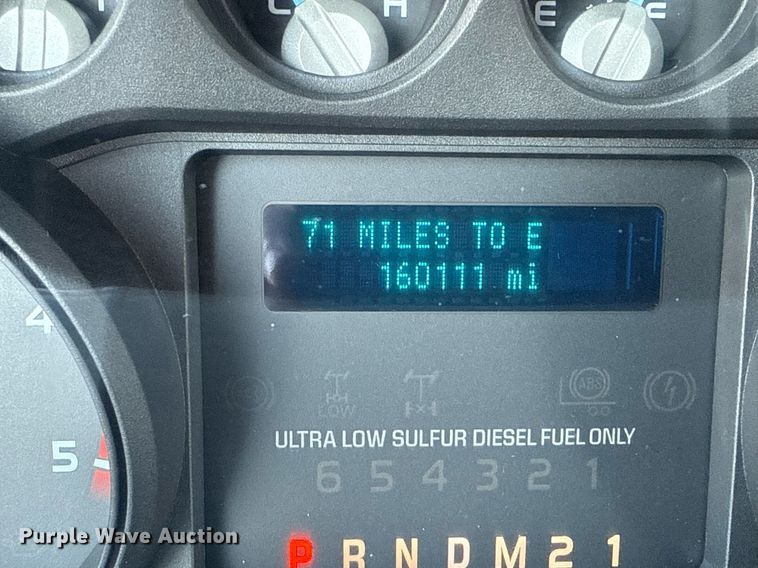 C H
E E
71 MILES TO E
160111 mi
4
LOW
ABS
5
ULTRA LOW SULFUR DIESEL FUEL ONLY
6 5 4 3 2 1
Purple Wave Auction
P R N D M 2 1